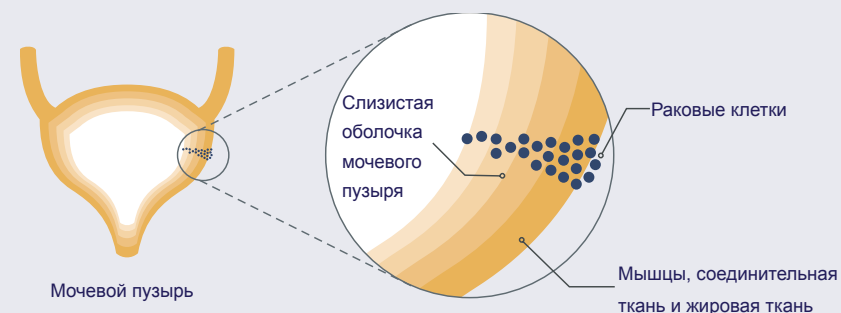 Слизистая
оболочка
мочевого
пузыря
Раковые клетки
Мочевой пузырь
Мышцы, соединительная
ткань и жировая ткань